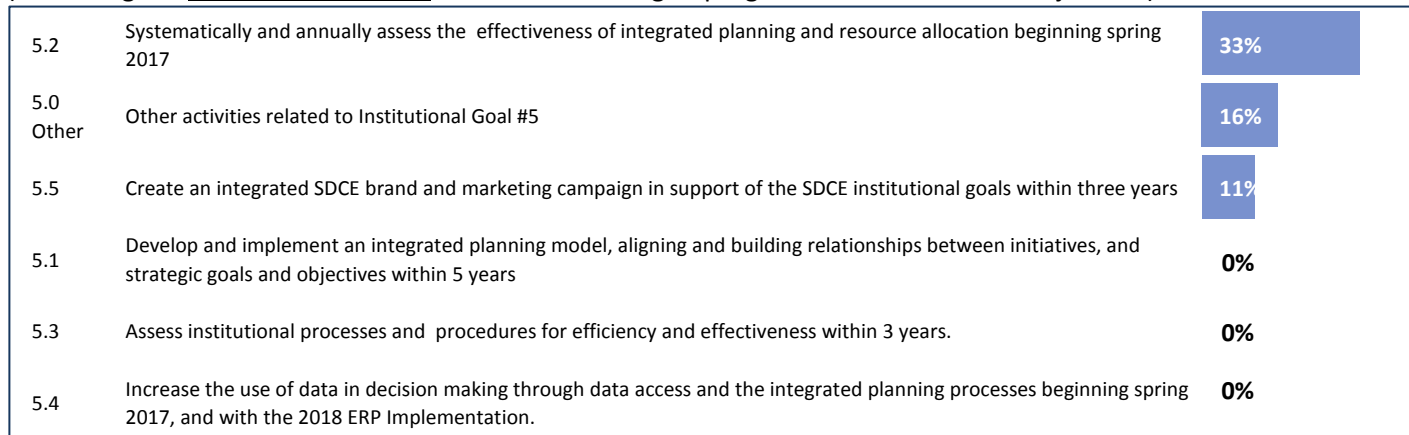 5.2 Systematically and annually assess the effectiveness of integrated planning and resource allocation beginning spring 33%
2017
5.0
Other Other activities related to Institutional Goal #5 16%
5.5 Create an integrated SDCE brand and marketing campaign in support of the SDCE institutional goals within three years 11%
5.1 Develop and implement an integrated planning model, aligning and building relationships between initiatives, and 0%
strategic goals and objectives within 5 years
5.3 Assess institutional processes and procedures for efficiency and effectiveness within 3 years. 0%
5.4 Increase the use of data in decision making through data access and the integrated planning processes beginning spring 0%
2017, and with the 2018 ERP Implementation.